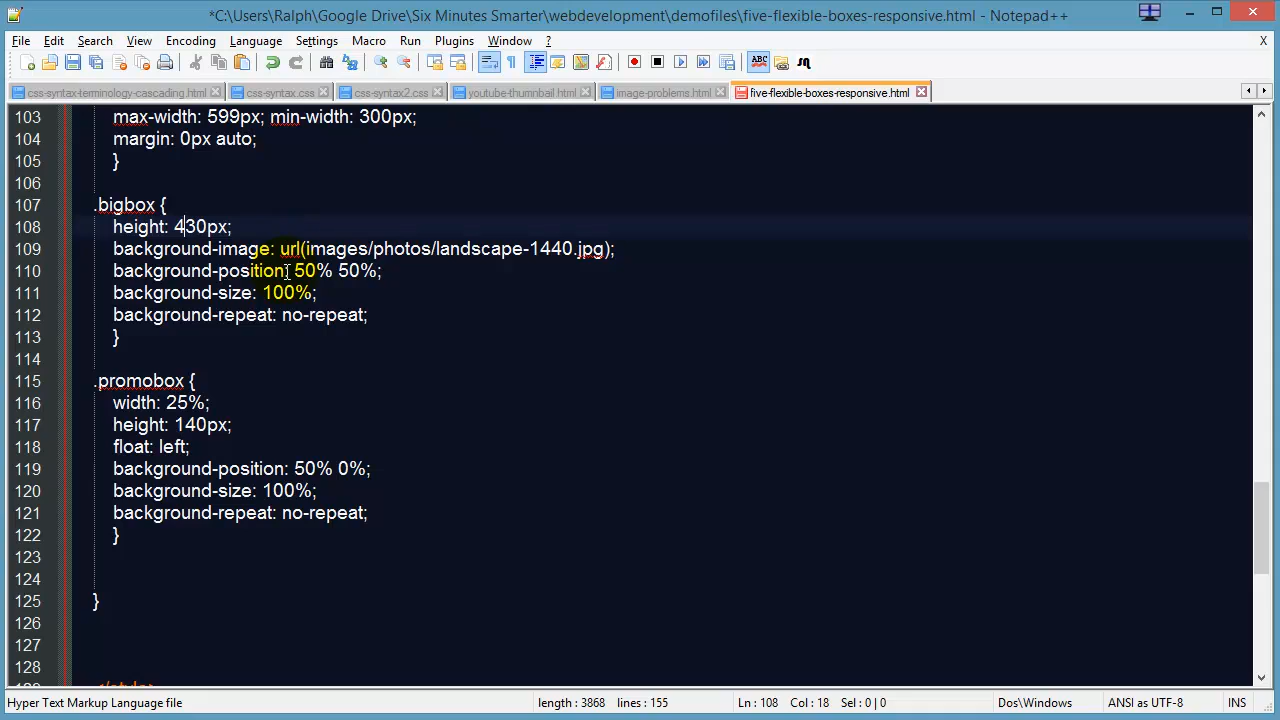 *C:\Users\Ralph\Google Drive\Six Minutes Smarter\webdevelopment\demofiles\five-flexible-boxes-responsive.html - Notepad++
File Edit Search View Encoding Language Settings Macro Run Plugins Window ? X
css-syntax-terminology-cascading.html css-syntax.css css-syntax2.css youtube-thumbnail.html image-problems.html five-flexible-boxes-responsive.html
103 max-width: 599px; min-width: 300px;
104 margin: 0px auto;
105 }
106
107 .bigbox {
108 height: 430px;
109 background-image: url(images/photos/landscape-1440.jpg);
110 background-position: 50% 50%;
111 background-size: 100%;
112 background-repeat: no-repeat;
113 }
114
115 .promobox {
116 width: 25%;
117 height: 140px;
118 float: left;
119 background-position: 50% 0%;
120 background-size: 100%;
121 background-repeat: no-repeat;
122 }
123
124
125 }
126
127
128
</style>
Hyper Text Markup Language file length : 3868 lines : 155 Ln : 108 Col : 18 Sel : 0 | 0 Dos\Windows ANSI as UTF-8 INS